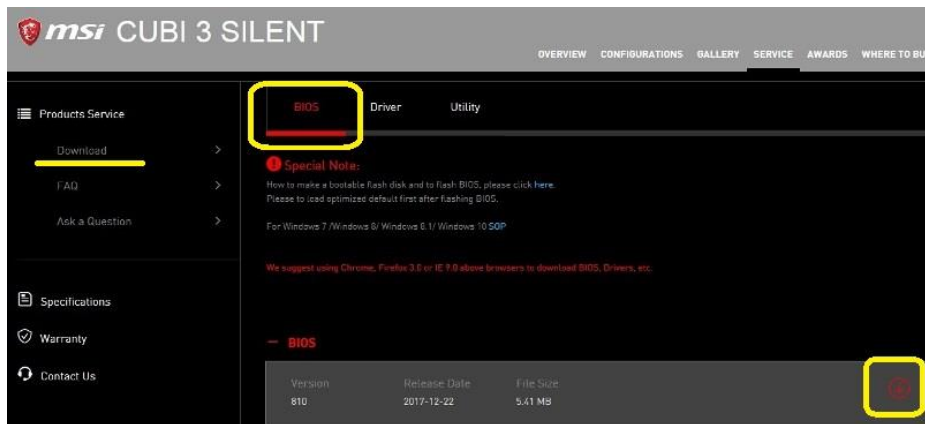 msi CUBI 3 SILENT
OVERVIEW CONFIGURATIONS GALLERY SERVICE AWARDS WHERE TO BU
Products Service
Download
FAQ
Ask a Question
Specifications
Warranty
Contact Us
BIOS Driver Utility
Special Note:
How to make a bootable flash disk and to flash BIOS, please click here.
Please to load optimized default first after flashing BIOS.
For Windows 7 /Windows 8/ Windows 8.1/ Windows 10 SOP
We suggest using Chrome, Firefox 3.0 or IE 9.0 above browsers to download BIOS, Drivers, etc.
BIOS
Version Release Date File Size
810 2017-12-22 5.41 MB